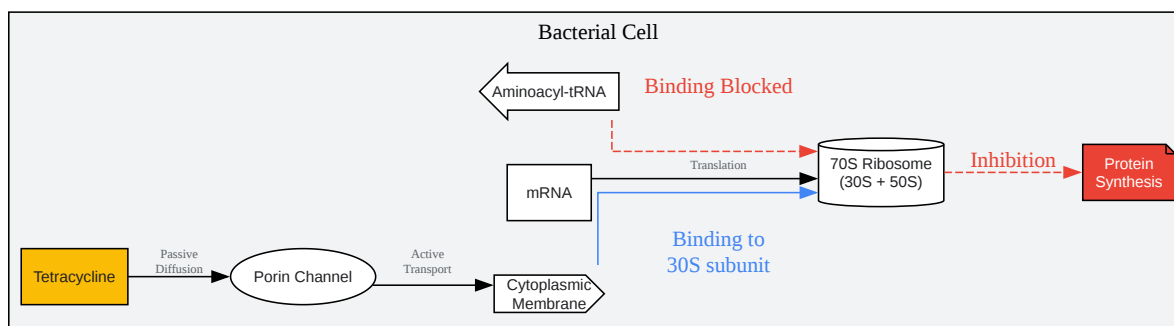 Bacterial Cell
Aminoacyl-tRNA
Binding Blocked
mRNA
Translation
70S Ribosome
(30S + 50S)
Inhibition
Protein
Synthesis
Binding to
30S subunit
Tetracycline
Passive
Diffusion
Porin Channel
Active
Transport
Cytoplasmic
Membrane